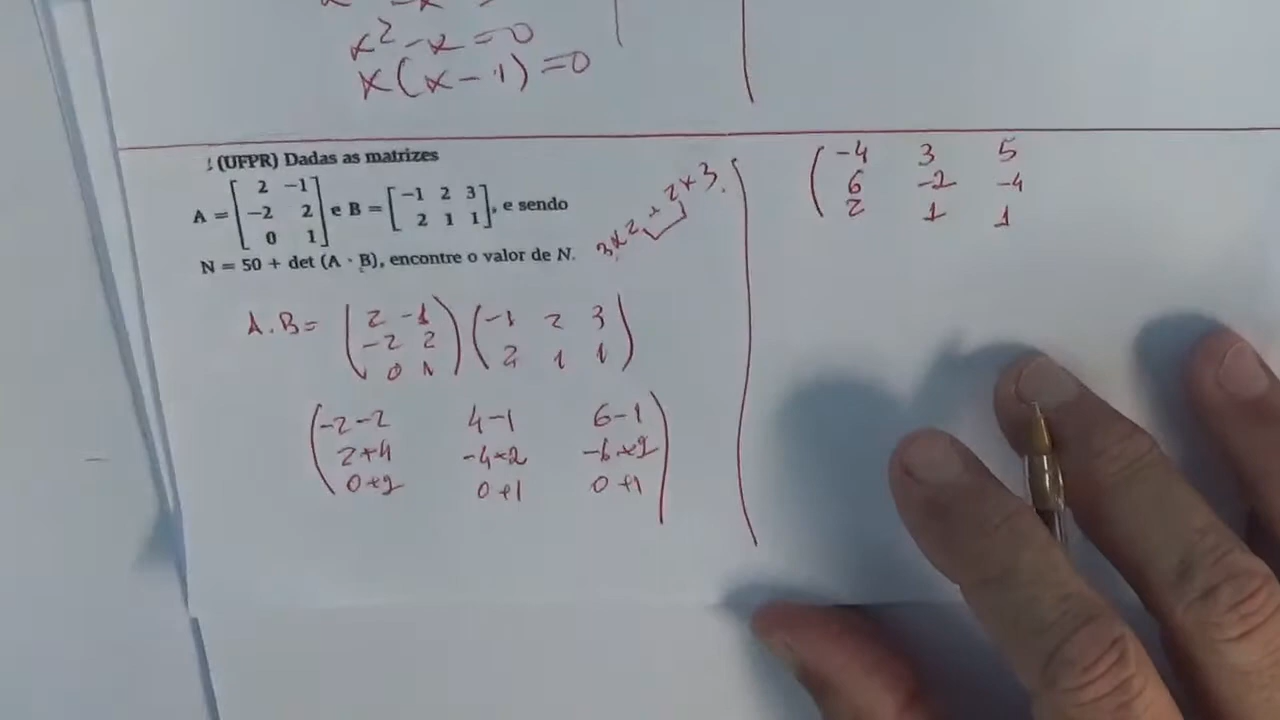 x² - x = 0
x(x - 1) = 0
(UFPR) Dadas as matrizes
A = [2 -1; -2 2; 0 1] e B = [-1 2 3; 2 1 1], e sendo
N = 50 + det (A · B), encontre o valor de N.
3x2 x 2x3.
A.B = (2 -1; -2 2; 0 1) (-1 2 3; 2 1 1)
(-2-2 4-1 6-1
2+4 -4+2 -6+2
0+2 0+1 0+1)
(-4 3 5
6 -2 -4
2 1 1